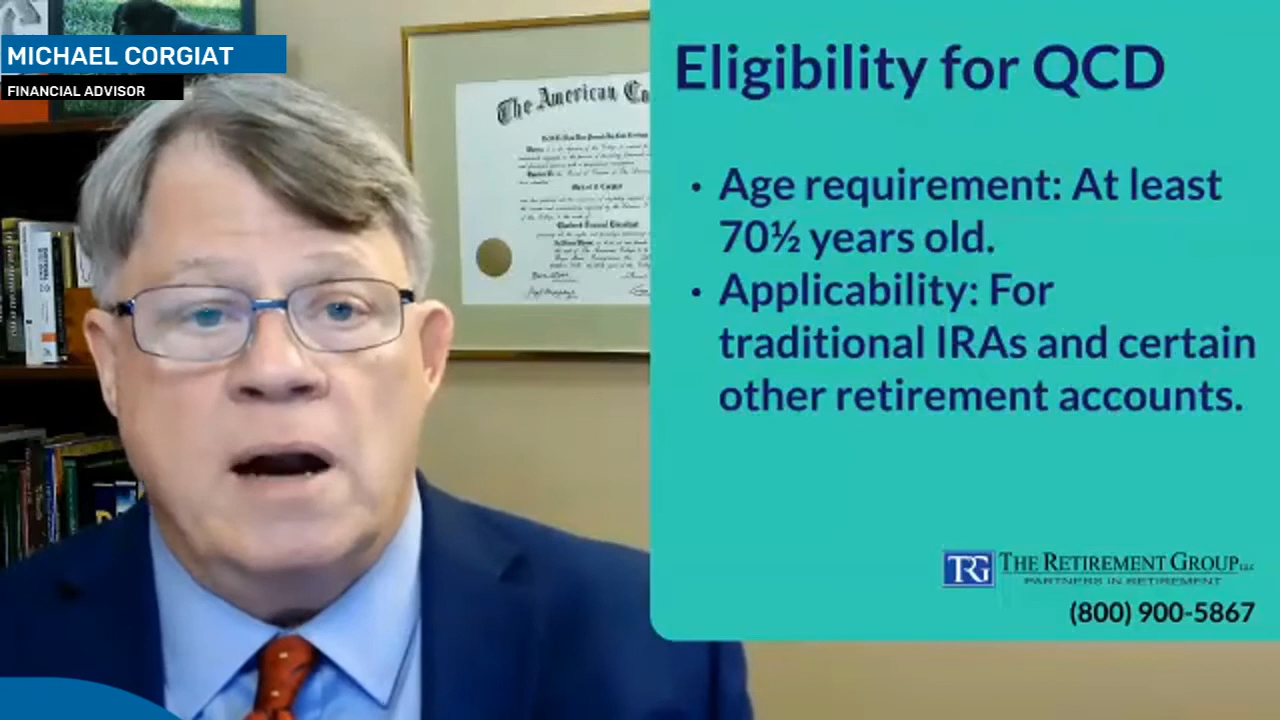 MICHAEL CORGIAT
FINANCIAL ADVISOR
The American Co
Eligibility for QCD
• Age requirement: At least
70½ years old.
• Applicability: For
traditional IRAs and certain
other retirement accounts.
TRG THE RETIREMENT GROUP LLC
PARTNERS IN RETIREMENT
(800) 900-5867